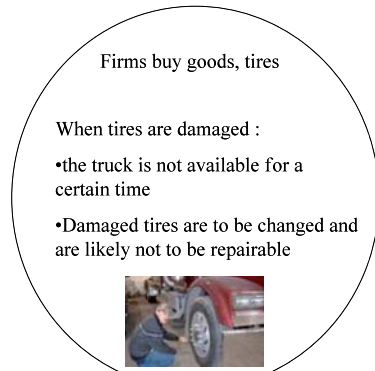 Firms buy goods, tires
When tires are damaged :
•the truck is not available for a
certain time
•Damaged tires are to be changed and
are likely not to be repairable